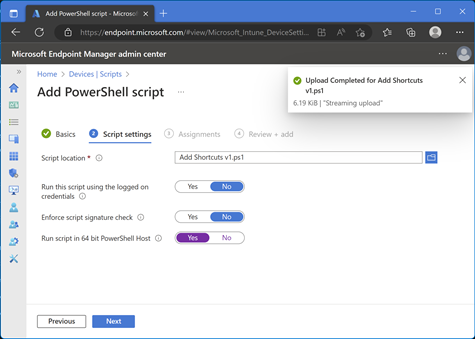 Add PowerShell script - Microsoft
https://endpoint.microsoft.com/#view/Microsoft_Intune_DeviceSetti...
Microsoft Endpoint Manager admin center
Home > Devices | Scripts >
Add PowerShell script ...
Upload Completed for Add Shortcuts
v1.ps1
6.19 KiB | "Streaming upload"
Basics 2 Script settings 3 Assignments 4 Review + add
Script location * Add Shortcuts v1.ps1
Run this script using the logged on
credentials Yes No
Enforce script signature check Yes No
Run script in 64 bit PowerShell Host Yes No
Previous Next